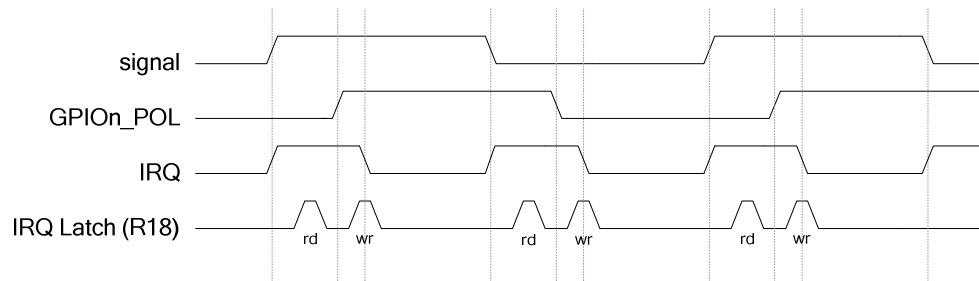 signal
GPIOn_POL
IRQ
IRQ Latch (R18)
rd wr rd wr rd wr